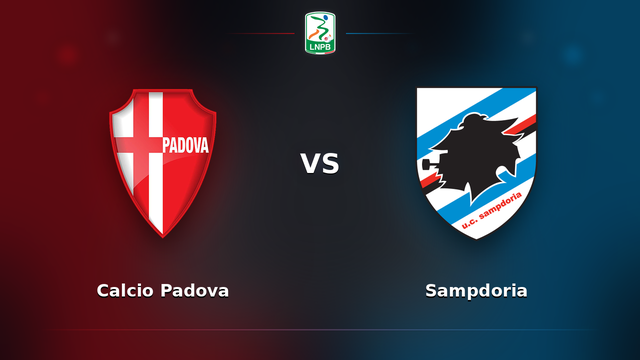 LNPB
PADOVA
VS
u.c. sampdoria
Calcio Padova
Sampdoria